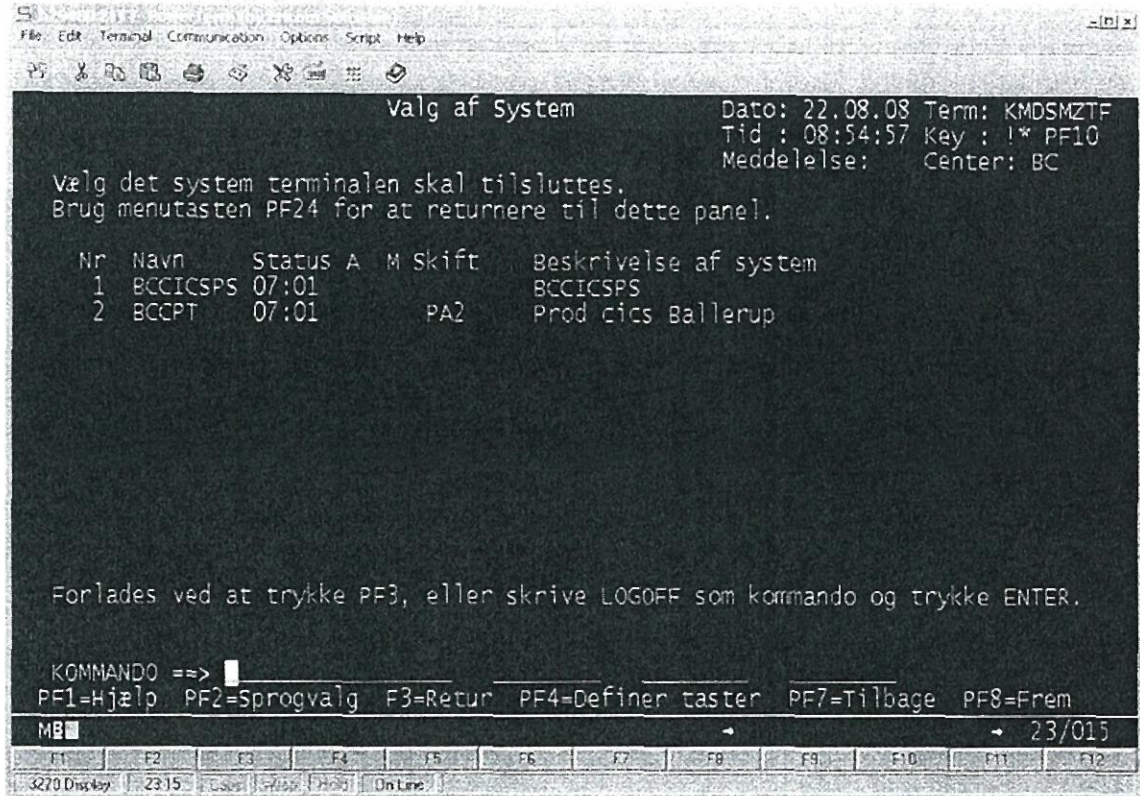 File Edit Terminal Communication Options Script Help
Valg af System Dato: 22.08.08 Term: KMDSMZTF
Tid : 08:54:57 Key : !* PF10
Meddelelse: Center: BC
Vælg det system terminalen skal tilsluttes.
Brug menutasten PF24 for at returnere til dette panel.
Nr Navn Status A M Skift Beskrivelse af system
1 BCCICSPS 07:01 BCCICSPS
2 BCCPT 07:01 PA2 Prod cics Ballerup
Forlades ved at trykke PF3, eller skrive LOGOFF som kommando og trykke ENTER.
KOMMANDO ==>
PF1=Hjælp PF2=Sprogvalg F3=Retur PF4=Definer taster PF7=Tilbage PF8=Frem
MB 23/015
F1 F2 F3 F4 F5 F6 F7 F8 F9 F10 F11 F12
3270 Display 23:15 On Line